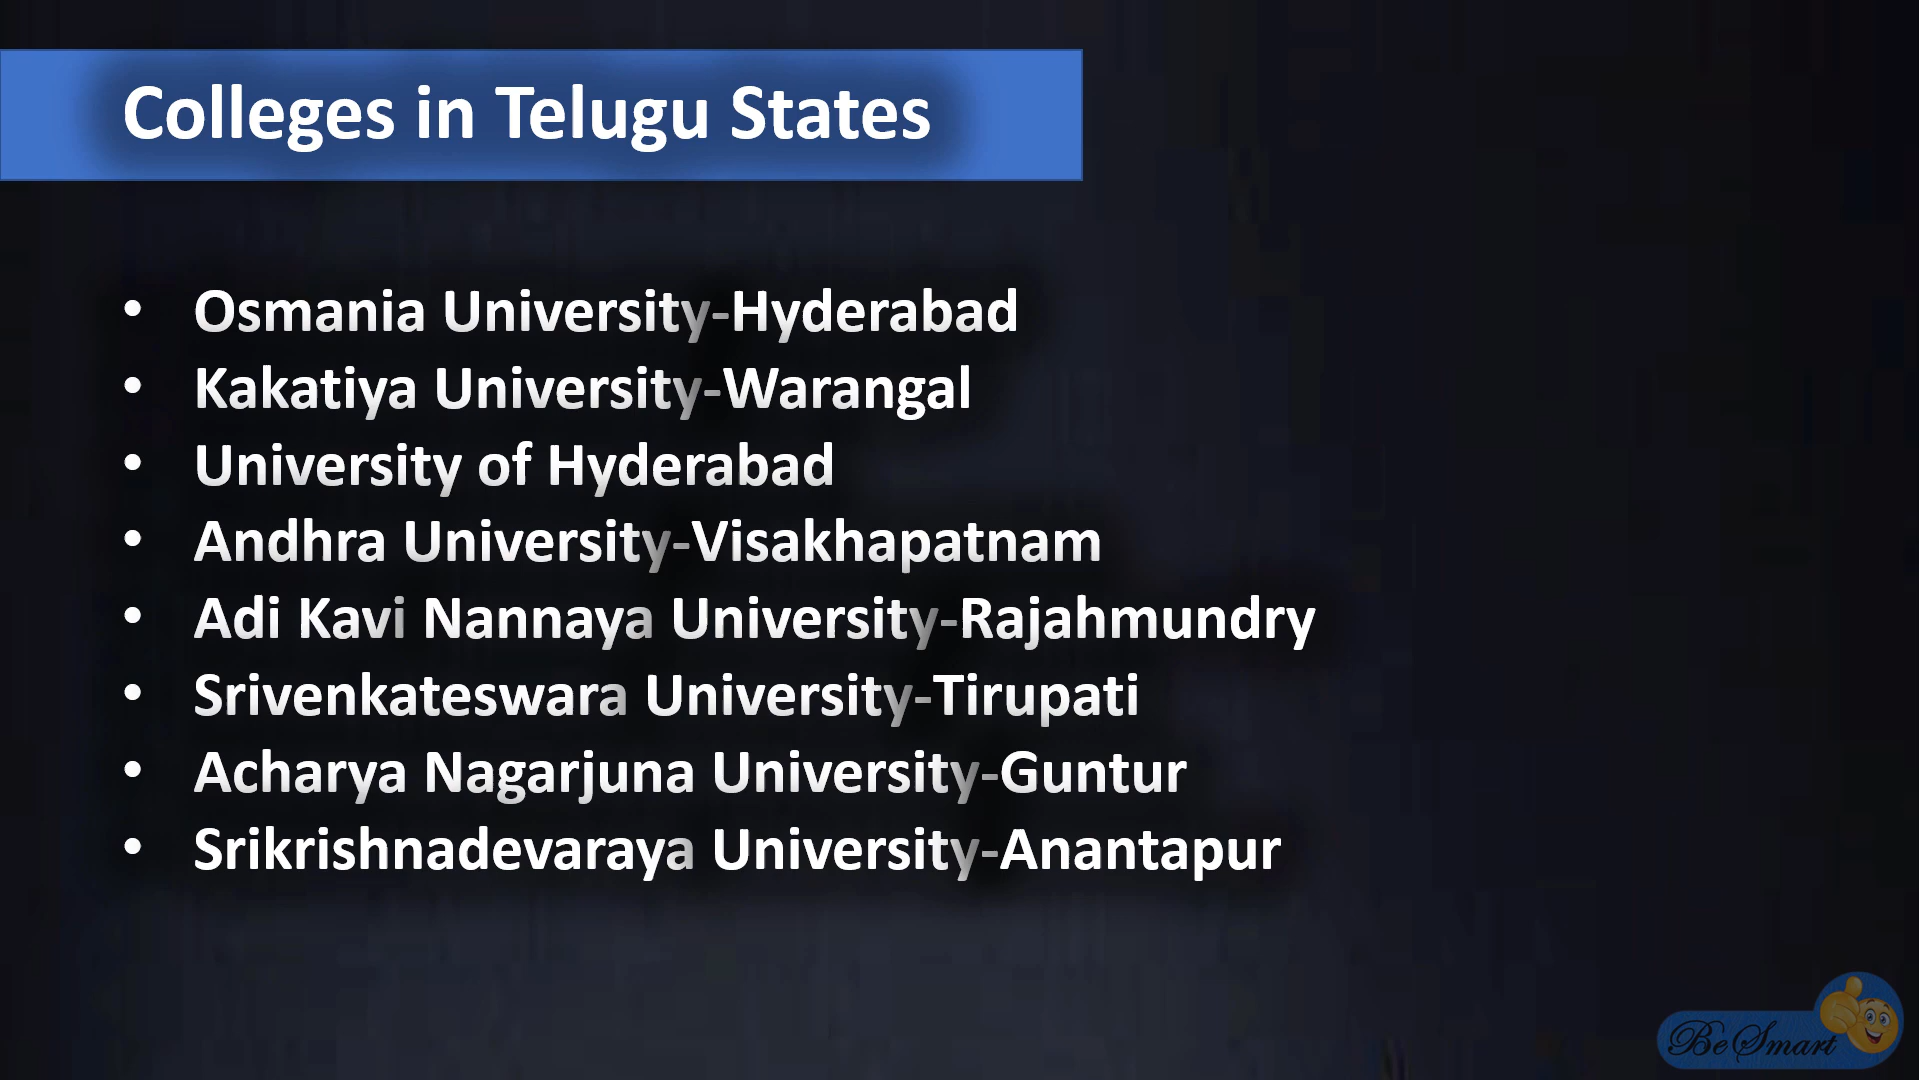 Colleges in Telugu States
• Osmania University-Hyderabad
• Kakatiya University-Warangal
• University of Hyderabad
• Andhra University-Visakhapatnam
• Adi Kavi Nannaya University-Rajahmundry
• Srivenkateswara University-Tirupati
• Acharya Nagarjuna University-Guntur
• Srikrishnadevaraya University-Anantapur
Be Smart